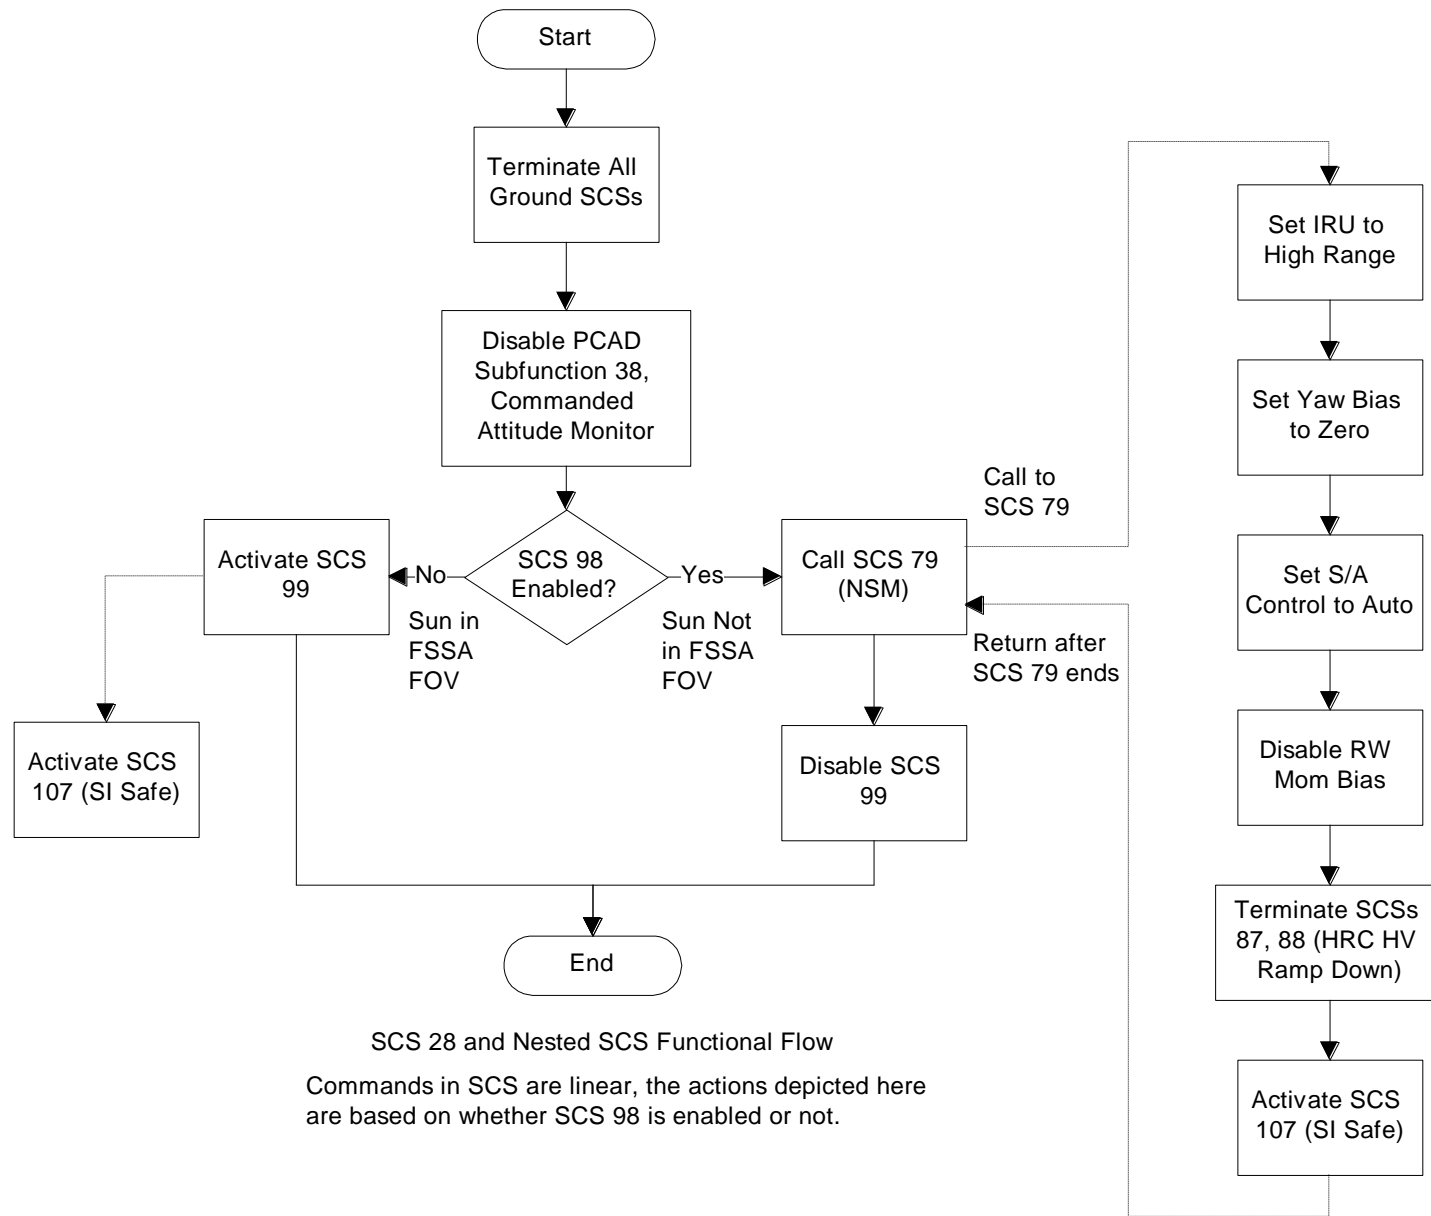 Start
Terminate All
Ground SCSs
Disable PCAD
Subfunction 38,
Commanded
Attitude Monitor
SCS 98
Enabled?
No
Sun in
FSSA
FOV
Yes
Sun Not
in FSSA
FOV
Activate SCS
99
Activate SCS
107 (SI Safe)
Call SCS 79
(NSM)
Call to
SCS 79
Return after
SCS 79 ends
Disable SCS
99
End
Set IRU to
High Range
Set Yaw Bias
to Zero
Set S/A
Control to Auto
Disable RW
Mom Bias
Terminate SCSs
87, 88 (HRC HV
Ramp Down)
Activate SCS
107 (SI Safe)
SCS 28 and Nested SCS Functional Flow
Commands in SCS are linear, the actions depicted here
are based on whether SCS 98 is enabled or not.